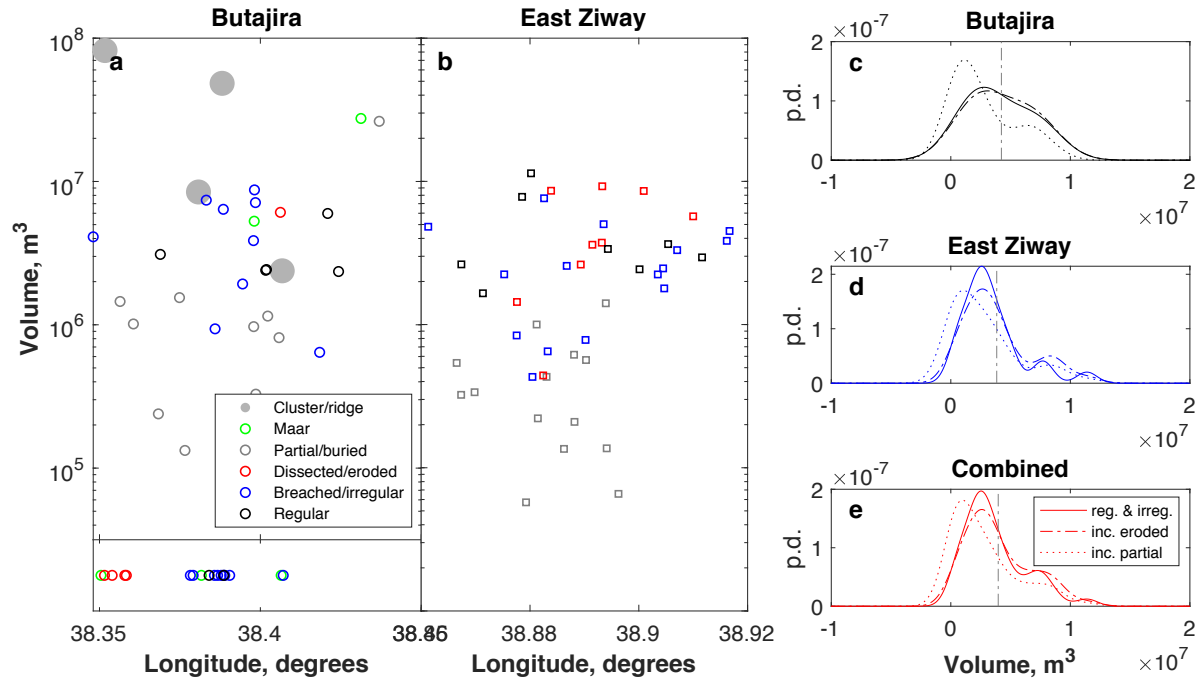 Butajira
East Ziway
Butajira
a
b
c
d
e
10^8
10^7
10^6
10^5
Volume, m^3
Cluster/ridge
Maar
Partial/buried
Dissected/eroded
Breached/irregular
Regular
38.35
38.4
38.88
38.9
38.92
Longitude, degrees
Longitude, degrees
×10^-7
2
1
0
p.d.
-1
0
1
2
×10^7
East Ziway
×10^-7
2
1
0
p.d.
-1
0
1
2
×10^7
Combined
×10^-7
2
1
0
p.d.
reg. & irreg.
inc. eroded
inc. partial
-1
0
1
2
Volume, m^3
×10^7